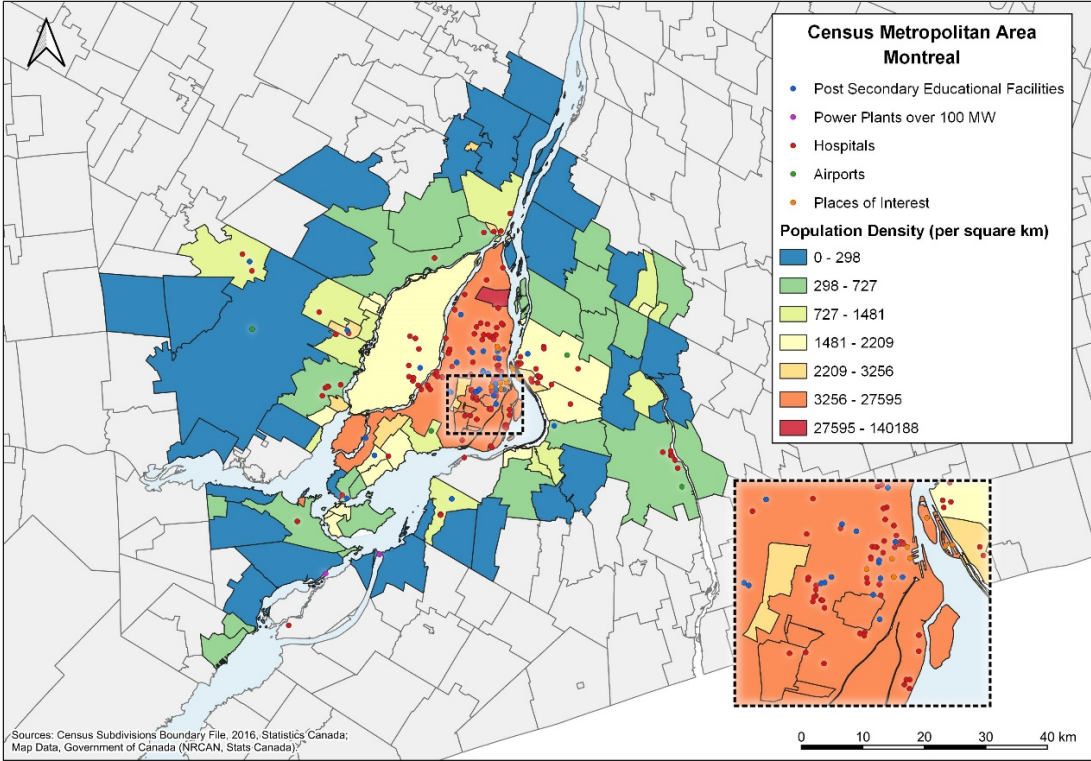 Census Metropolitan Area
Montreal
Post Secondary Educational Facilities
Power Plants over 100 MW
Hospitals
Airports
Places of Interest
Population Density (per square km)
0 - 298
298 - 727
727 - 1481
1481 - 2209
2209 - 3256
3256 - 27595
27595 - 140188
Sources: Census Subdivisions Boundary File, 2016, Statistics Canada;
Map Data, Government of Canada (NRCAN, Stats Canada).
0 10 20 30 40 km